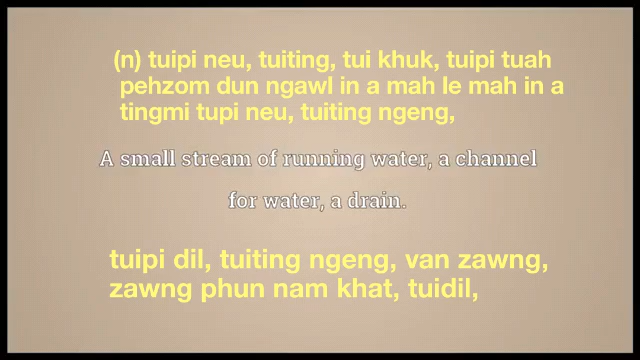 (n) tuipi neu, tuiting, tui khuk, tuipi tuah
pehzom dun ngawl in a mah le mah in a
tingmi tupi neu, tuiting ngeng,
A small stream of running water, a channel
for water, a drain.
tuipi dil, tuiting ngeng, van zawng,
zawng phun nam khat, tuidil,